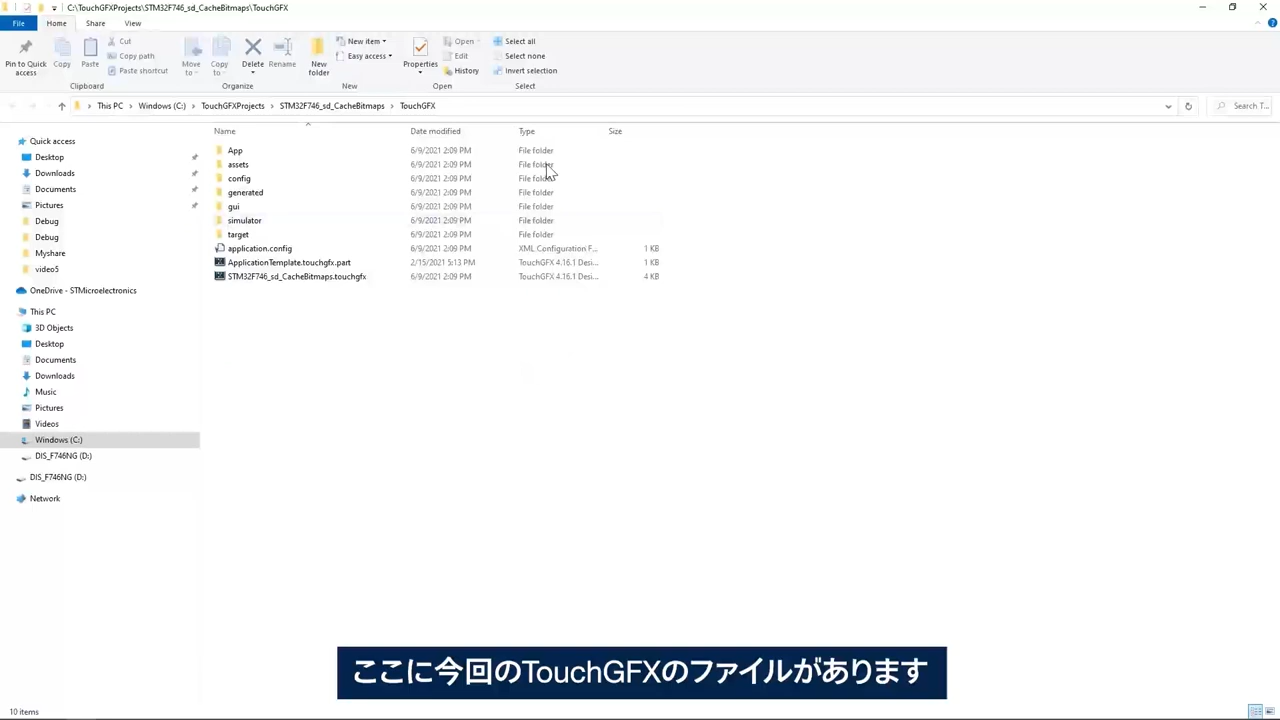 C:\TouchGFXProjects\STM32F746_sd_CacheBitmaps\TouchGFX
File Home Share View
Pin to Quick access
Copy
Paste
Cut
Copy path
Paste shortcut
Clipboard
Move to
Copy to
Delete
Rename
Organize
New folder
New item
Easy access
New
Properties
Open
Edit
History
Open
Select all
Select none
Invert selection
Select
This PC > Windows (C:) > TouchGFXProjects > STM32F746_sd_CacheBitmaps > TouchGFX
Search T...
Quick access
Desktop
Downloads
Documents
Pictures
Debug
Debug
Myshare
video5
OneDrive - STMicroelectronics
This PC
3D Objects
Desktop
Documents
Downloads
Music
Pictures
Videos
Windows (C:)
DIS_F746NG (D:)
DIS_F746NG (D:)
Network
Name Date modified Type Size
App 6/9/2021 2:09 PM File folder
assets 6/9/2021 2:09 PM File folder
config 6/9/2021 2:09 PM File folder
generated 6/9/2021 2:09 PM File folder
gui 6/9/2021 2:09 PM File folder
simulator 6/9/2021 2:09 PM File folder
target 6/9/2021 2:09 PM File folder
application.config 6/9/2021 2:09 PM XML Configuration F... 1 KB
ApplicationTemplate.touchgfx.part 2/15/2021 5:13 PM TouchGFX 4.16.1 Desi... 1 KB
STM32F746_sd_CacheBitmaps.touchgfx 6/9/2021 2:09 PM TouchGFX 4.16.1 Desi... 4 KB
ここに今回のTouchGFXのファイルがあります
10 items